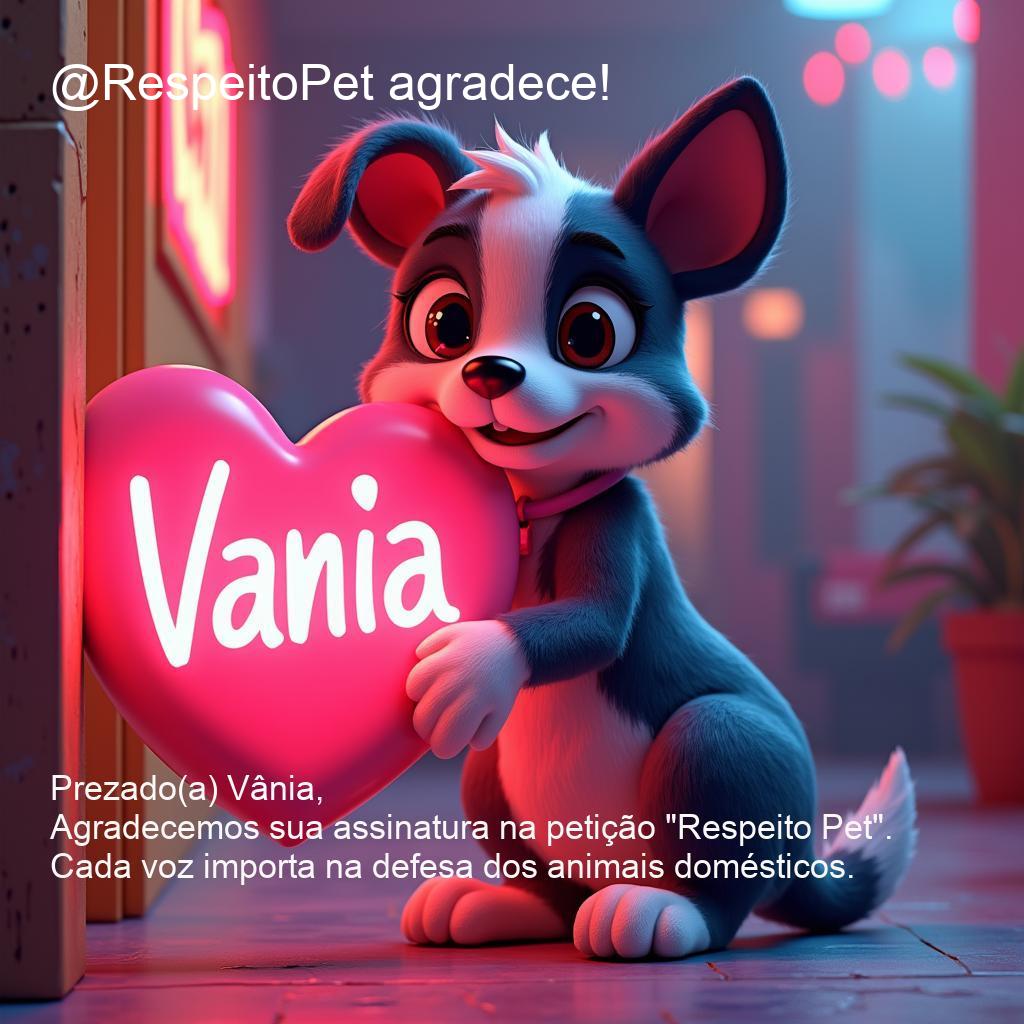 @RespeitoPet agradece!
Vania
Prezado(a) Vânia,
Agradecemos sua assinatura na petição "Respeito Pet".
Cada voz importa na defesa dos animais domésticos.